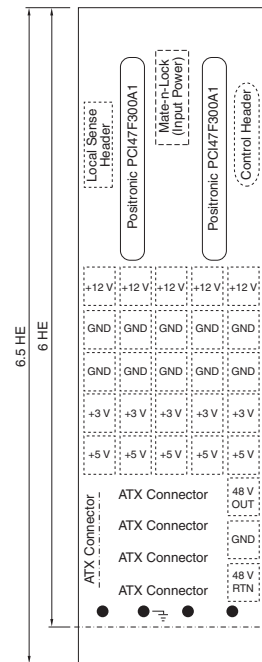 6.5 HE
6 HE
Local Sense
Header
Positronic PCI47F300A1
Mate-n-Lock
(Input Power)
Positronic PCI47F300A1
Control Header
+12 V +12 V +12 V +12 V +12 V
GND GND GND GND GND
GND GND GND GND GND
+3 V +3 V +3 V +3 V +3 V
+5 V +5 V +5 V +5 V +5 V
ATX Connector
ATX Connector
ATX Connector
ATX Connector
ATX Connector
48 V
OUT
GND
48 V
RTN